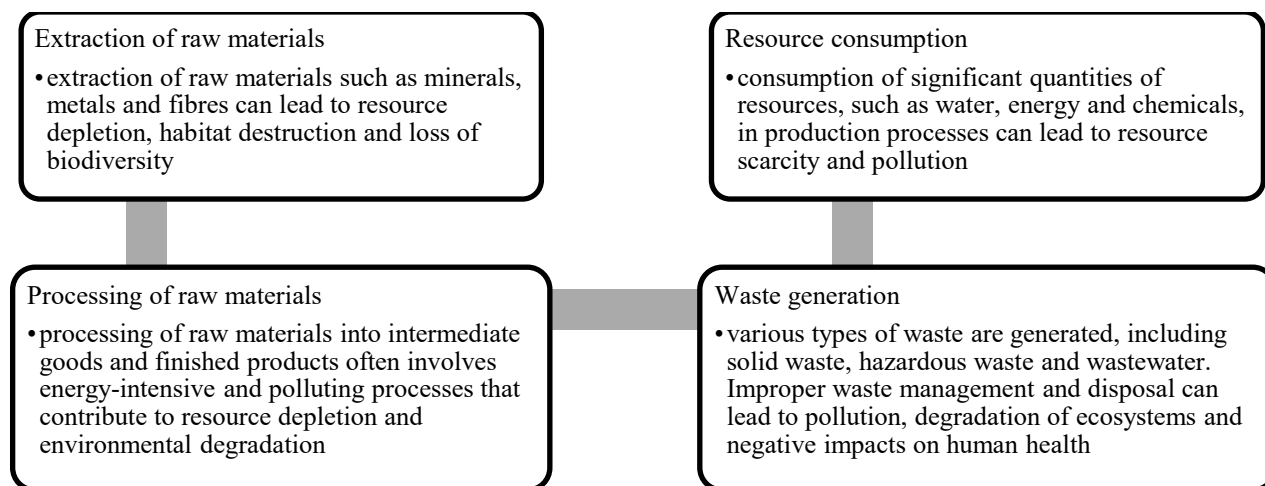 Extraction of raw materials
•extraction of raw materials such as minerals,
metals and fibres can lead to resource
depletion, habitat destruction and loss of
biodiversity
Processing of raw materials
•processing of raw materials into intermediate
goods and finished products often involves
energy-intensive and polluting processes that
contribute to resource depletion and
environmental degradation
Waste generation
•various types of waste are generated, including
solid waste, hazardous waste and wastewater.
Improper waste management and disposal can
lead to pollution, degradation of ecosystems and
negative impacts on human health
Resource consumption
•consumption of significant quantities of
resources, such as water, energy and chemicals,
in production processes can lead to resource
scarcity and pollution